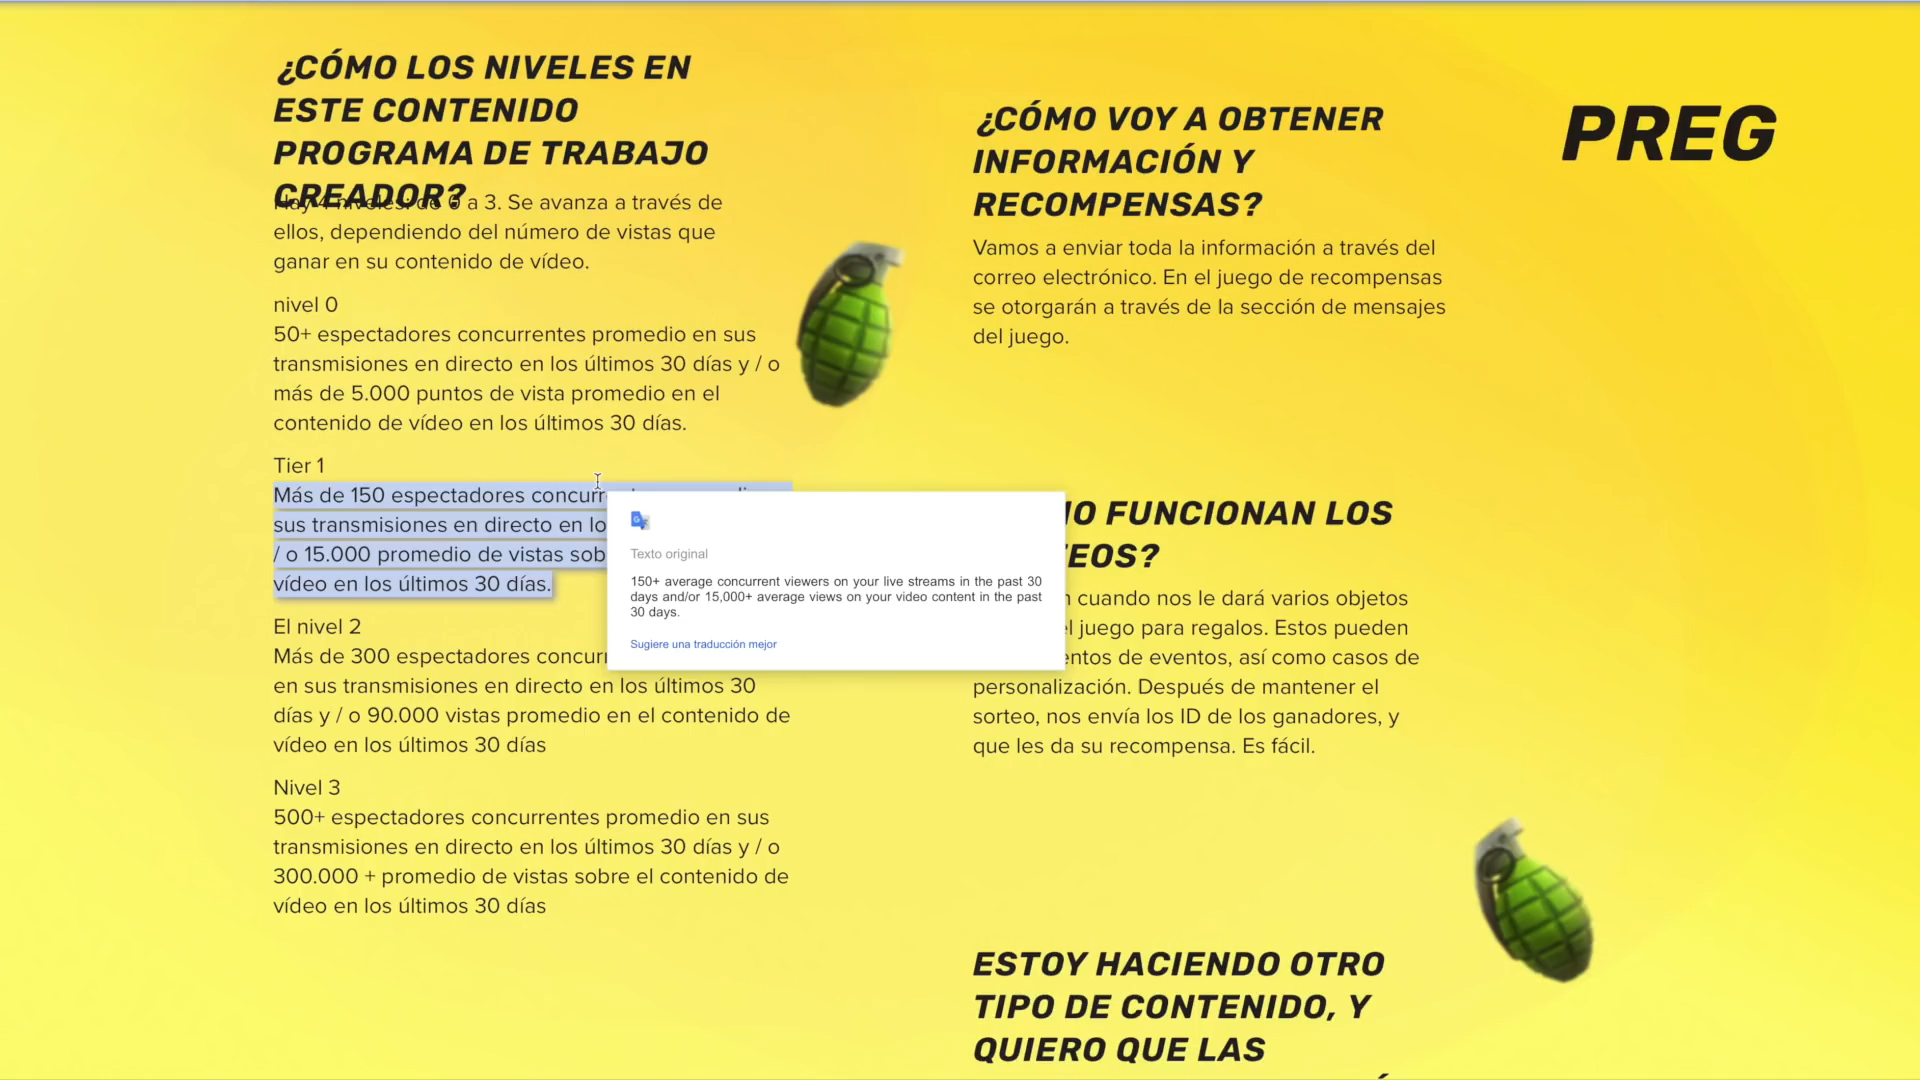 ¿CÓMO LOS NIVELES EN
ESTE CONTENIDO
PROGRAMA DE TRABAJO
CREADOR?
Hay 4 niveles: de 0 a 3. Se avanza a través de
ellos, dependiendo del número de vistas que
ganar en su contenido de vídeo.
nivel 0
50+ espectadores concurrentes promedio en sus
transmisiones en directo en los últimos 30 días y / o
más de 5.000 puntos de vista promedio en el
contenido de vídeo en los últimos 30 días.
Tier 1
Más de 150 espectadores
sus transmisiones en directo en
/ o 15.000 promedio de vistas
vídeo en los últimos 30 días.
El nivel 2
Más de 300 espectadores
en sus transmisiones en directo en los últimos 30
días y / o 90.000 vistas promedio en el contenido de
vídeo en los últimos 30 días
Nivel 3
500+ espectadores concurrentes promedio en sus
transmisiones en directo en los últimos 30 días y / o
300.000 + promedio de vistas sobre el contenido de
vídeo en los últimos 30 días
Texto original
150+ average concurrent viewers on your live streams in the past 30
days and/or 15,000+ average views on your video content in the past
30 days.
Sugiere una traducción mejor
¿CÓMO VOY A OBTENER
INFORMACIÓN Y
RECOMPENSAS?
Vamos a enviar toda la información a través del
correo electrónico. En el juego de recompensas
se otorgarán a través de la sección de mensajes
del juego.
FUNCIONAN LOS
cuando nos le dará varios objetos
juego para regalos. Estos pueden
de eventos, así como casos de
personalización. Después de mantener el
sorteo, nos envía los ID de los ganadores, y
que les da su recompensa. Es fácil.
ESTOY HACIENDO OTRO
TIPO DE CONTENIDO, Y
QUIERO QUE LAS
PREG